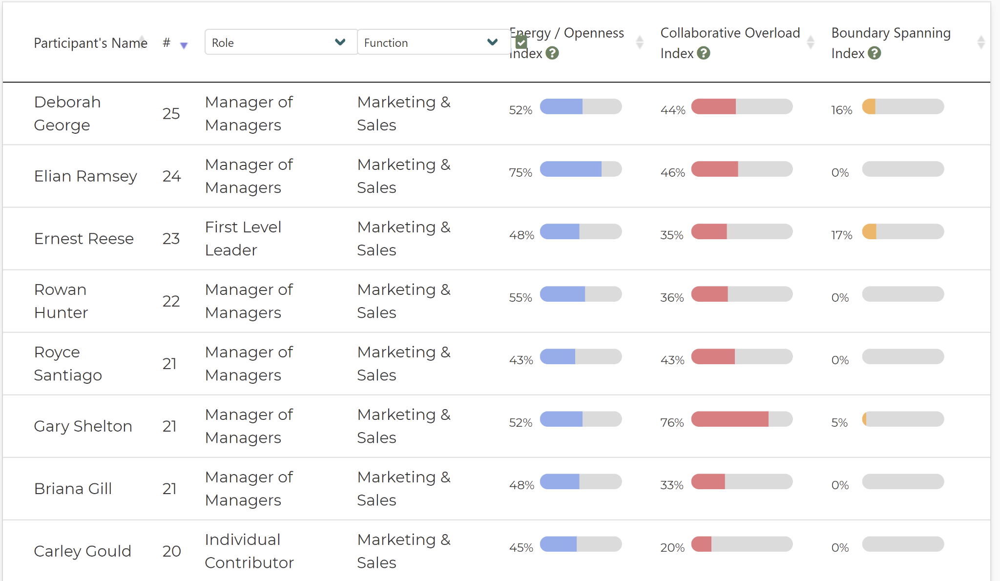 Participant's Name # Role Function Energy / Openness Index Collaborative Overload Index Boundary Spanning Index
Deborah George 25 Manager of Managers Marketing & Sales 52% 44% 16%
Elian Ramsey 24 Manager of Managers Marketing & Sales 75% 46% 0%
Ernest Reese 23 First Level Leader Marketing & Sales 48% 35% 17%
Rowan Hunter 22 Manager of Managers Marketing & Sales 55% 36% 0%
Royce Santiago 21 Manager of Managers Marketing & Sales 43% 43% 0%
Gary Shelton 21 Manager of Managers Marketing & Sales 52% 76% 5%
Briana Gill 21 Manager of Managers Marketing & Sales 48% 33% 0%
Carley Gould 20 Individual Contributor Marketing & Sales 45% 20% 0%